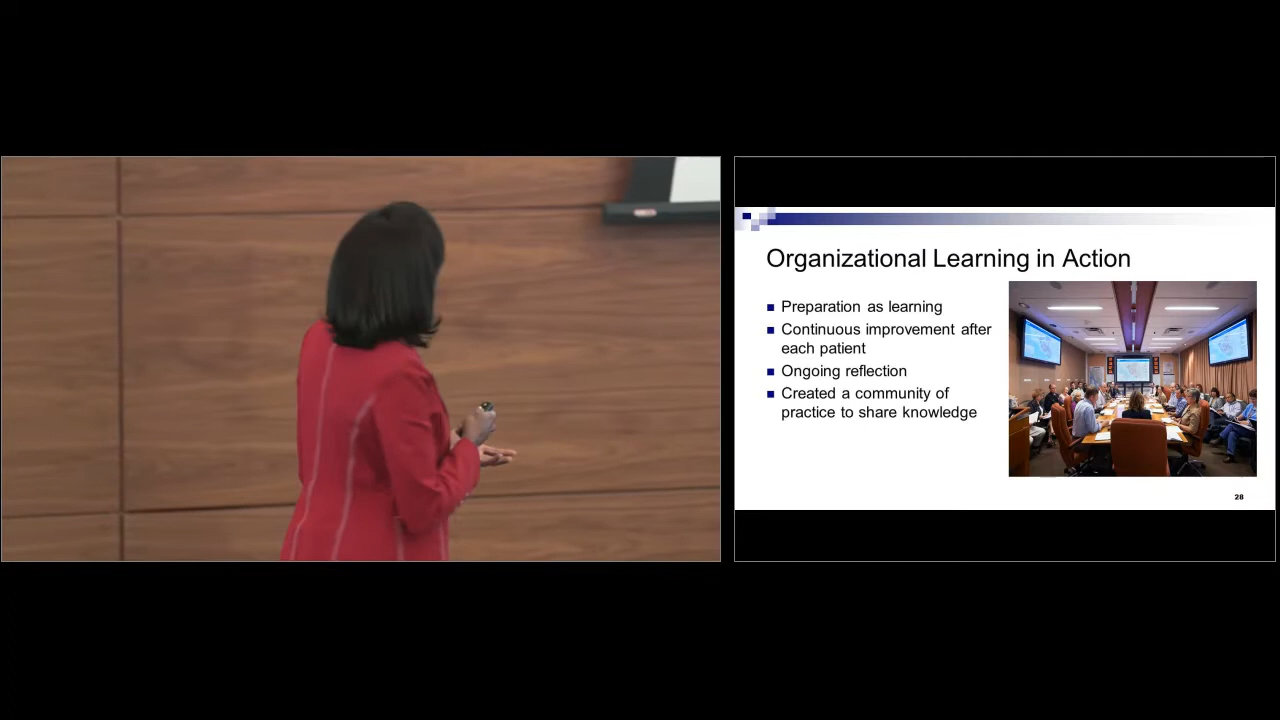 Organizational Learning in Action
Preparation as learning
Continuous improvement after
each patient
Ongoing reflection
Created a community of
practice to share knowledge
28